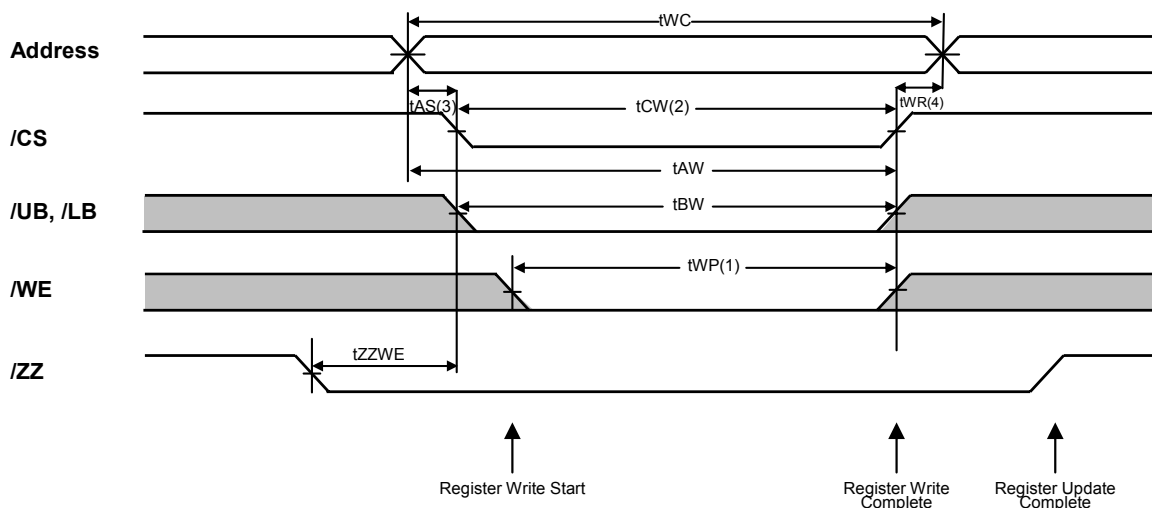 tWC
Address
tAS(3)
tCW(2)
tWR(4)
/CS
tAW
/UB, /LB
tBW
tWP(1)
/WE
tZZWE
/ZZ
Register Write Start
Register Write
Complete
Register Update
Complete